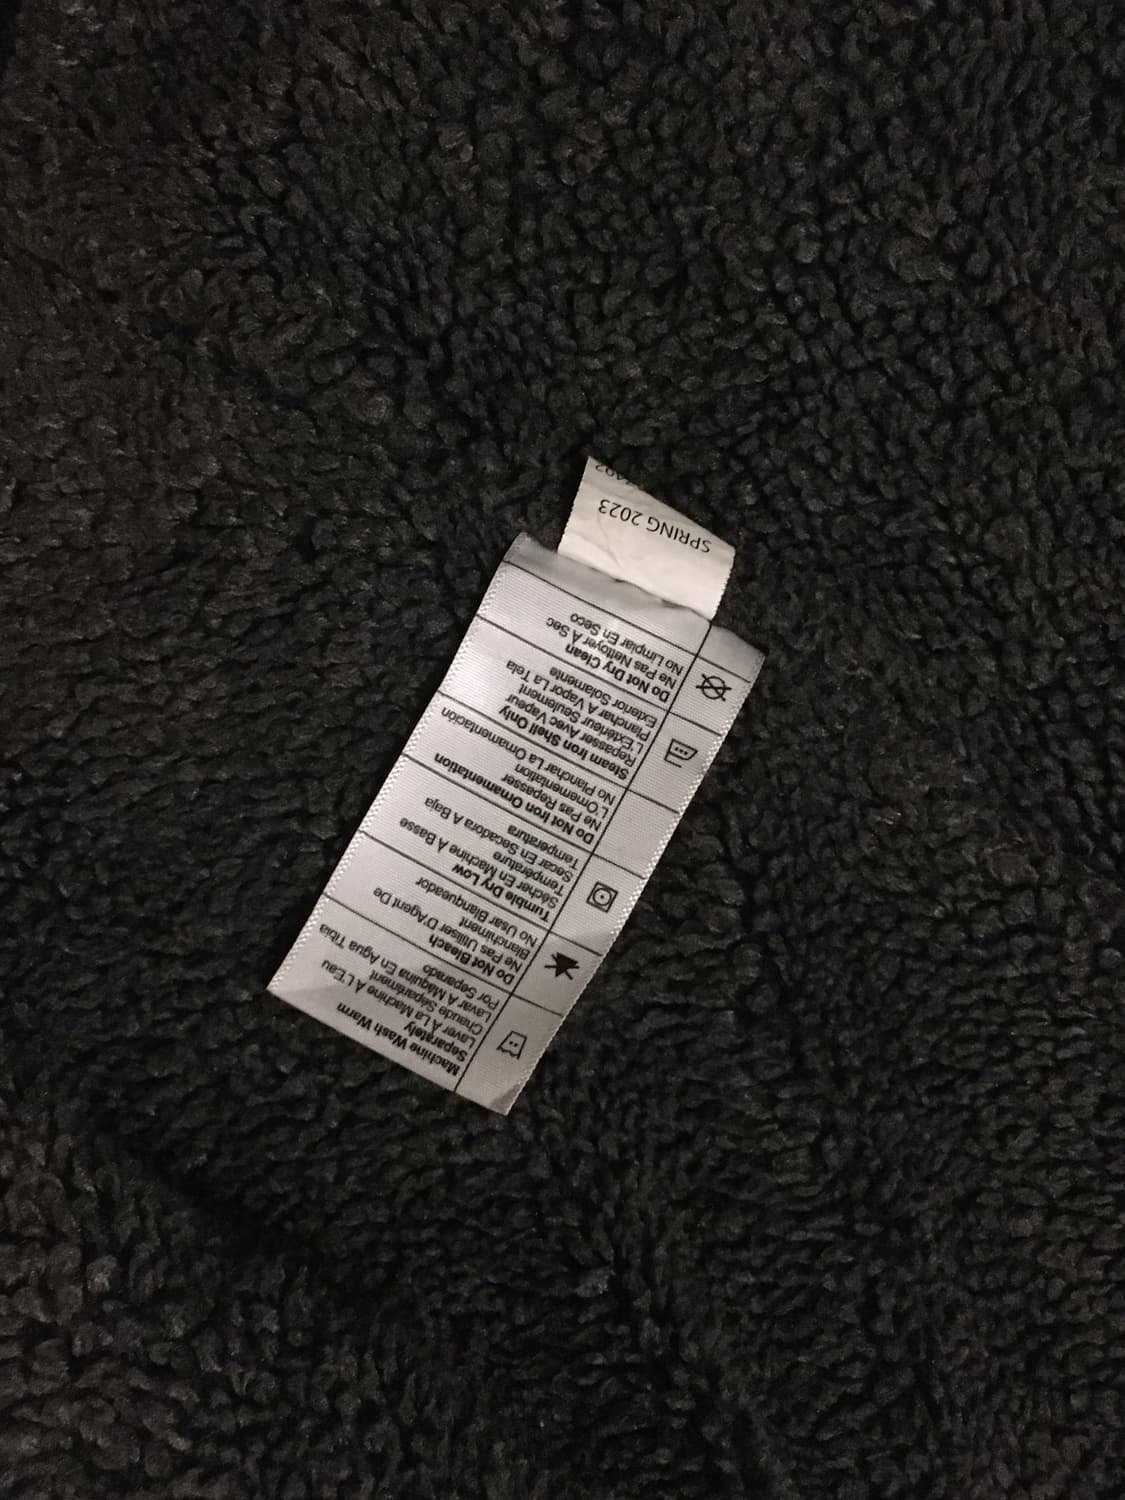 Machine Wash Warm
Separately
Laver À La Machine À L'Eau
Chaude Séparément
Lavar A Máquina En Agua Tibia
Por Separado
Do Not Bleach
Ne Pas Utiliser D'Agent De
Blanchiment
No Usar Blanqueador
Tumble Dry Low
Sécher En Machine À Basse
Température
Secar En Secadora A Baja
Temperatura
Do Not Iron Ornamentation
Ne Pas Repasser
L'Ornementation
No Planchar La Ornamentación
Steam Iron Shell Only
Repasser Avec Vapeur
L'Extérieur Seulement
Planchar A Vapor La Tela
Exterior Solamente
Do Not Dry Clean
Ne Pas Nettoyer À Sec
No Limpiar En Seco
SPRING 2023